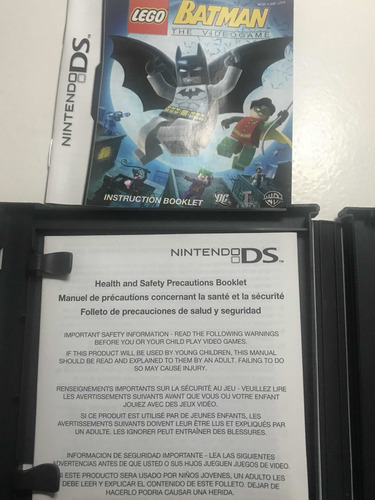 NINTENDO DS™
LEGO BATMAN
THE VIDEOGAME
INSTRUCTION BOOKLET
NINTENDO DS™
Health and Safety Precautions Booklet
Manuel de précautions concernant la santé et la sécurité
Folleto de precauciones de salud y seguridad
IMPORTANT SAFETY INFORMATION - READ THE FOLLOWING WARNINGS
BEFORE YOU OR YOUR CHILD PLAY VIDEO GAMES.
IF THIS PRODUCT WILL BE USED BY YOUNG CHILDREN, THIS MANUAL
SHOULD BE READ AND EXPLAINED TO THEM BY AN ADULT. FAILING TO DO
SO MAY CAUSE INJURY.
RENSEIGNEMENTS IMPORTANTS SUR LA SÉCURITÉ AU JEU - VEUILLEZ LIRE
LES AVERTISSEMENTS SUIVANTS AVANT QUE VOUS OU VOTRE ENFANT
JOUIEZ AVEC DES JEUX VIDÉO.
SI CE PRODUIT EST UTILISÉ PAR DE JEUNES ENFANTS, LES
AVERTISSEMENTS SUIVANTS DOIVENT LEUR ÊTRE LUS ET EXPLIQUÉS PAR
UN ADULTE. LES IGNORER PEUT ENTRAÎNER DES BLESSURES.
INFORMACION DE SEGURIDAD IMPORTANTE - LEA LAS SIGUIENTES
ADVERTENCIAS ANTES DE QUE USTED O SUS HIJOS JUEGUEN JUEGOS DE VIDEO.
SI ESTE PRODUCTO SERA USADO POR NIÑOS JOVENES, UN ADULTO LES
DEBE LEER Y EXPLICAR EL CONTENIDO DE ESTE FOLLETO. DEJAR DE
HACERLO PODRIA CAUSAR UNA HERIDA.